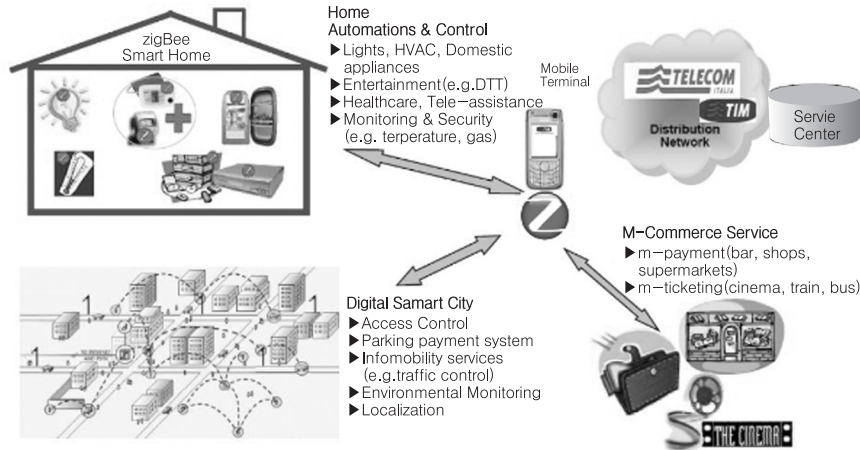 zigBee
Smart Home
Home
Automations & Control
▶Lights, HVAC, Domestic
appliances
▶Entertainment(e.g.DTT)
▶Healthcare, Tele-assistance
▶Monitoring & Security
(e.g. terperature, gas)
Mobile
Terminal
TELECOM
ITALIA
TIM
Distribution
Network
Servie
Center
M-Commerce Service
▶m-payment(bar, shops,
supermarkets)
▶m-ticketing(cinema, train, bus)
Digital Samart City
▶Access Control
▶Parking payment system
▶Infomobility services
(e.g.traffic control)
▶Environmental Monitoring
▶Localization
THE CINEMA